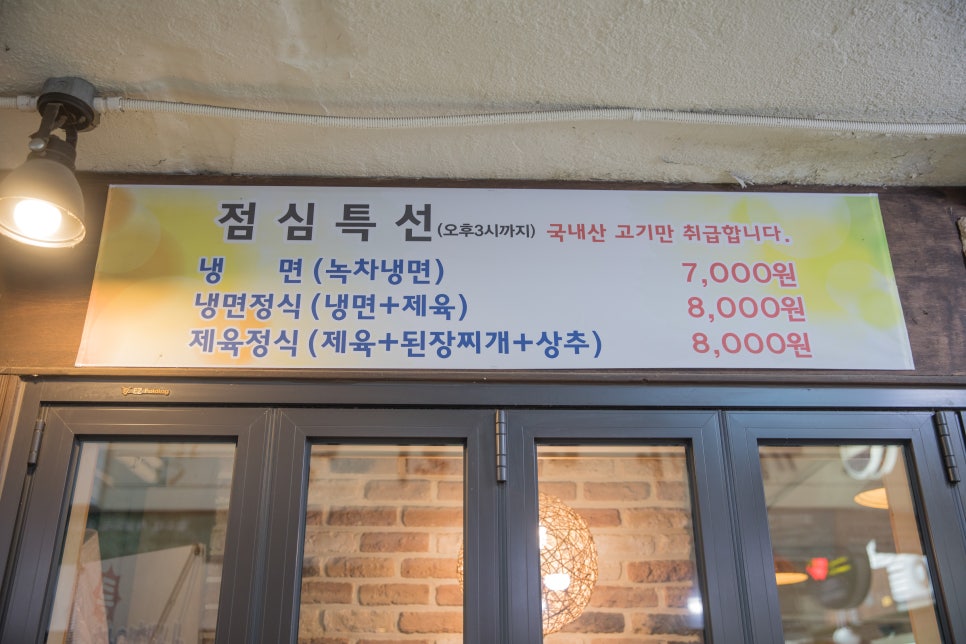 점심특선 (오후3시까지) 국내산 고기만 취급합니다.
냉 면 (녹차냉면) 7,000원
냉면정식 (냉면+제육) 8,000원
제육정식 (제육+된장찌개+상추) 8,000원